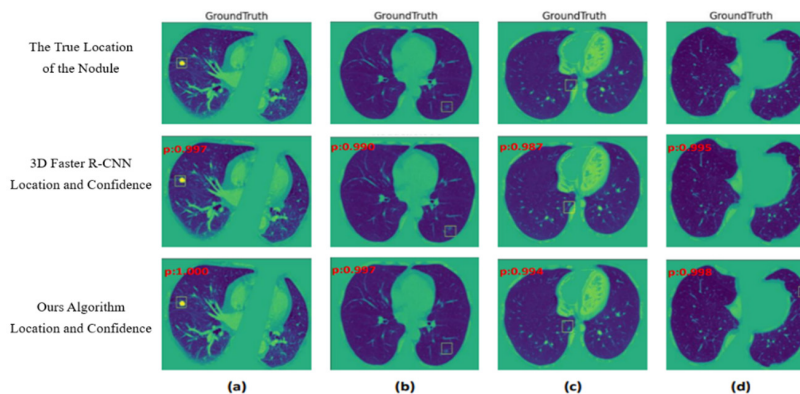 GroundTruth GroundTruth GroundTruth GroundTruth
The True Location
of the Nodule
p:0.997 p:0.990 p:0.987 p:0.995
3D Faster R-CNN
Location and Confidence
p:1.000 p:0.997 p:0.994 p:0.998
Ours Algorithm
Location and Confidence
(a) (b) (c) (d)